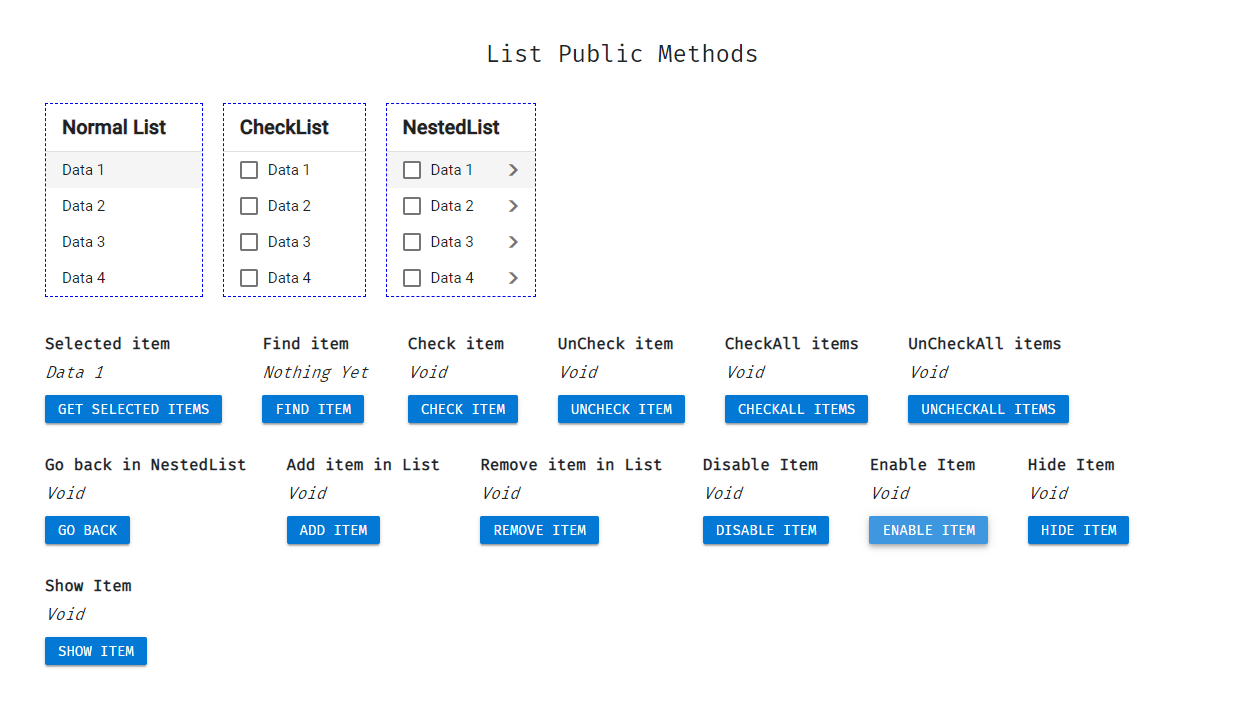 List Public Methods
Normal List
Data 1
Data 2
Data 3
Data 4
CheckList
Data 1
Data 2
Data 3
Data 4
NestedList
Data 1
Data 2
Data 3
Data 4
Selected item
Data 1
GET SELECTED ITEMS
Find item
Nothing Yet
FIND ITEM
Check item
Void
CHECK ITEM
UnCheck item
Void
UNCHECK ITEM
CheckAll items
Void
CHECKALL ITEMS
UnCheckAll items
Void
UNCHECKALL ITEMS
Go back in NestedList
Void
GO BACK
Add item in List
Void
ADD ITEM
Remove item in List
Void
REMOVE ITEM
Disable Item
Void
DISABLE ITEM
Enable Item
Void
ENABLE ITEM
Hide Item
Void
HIDE ITEM
Show Item
Void
SHOW ITEM